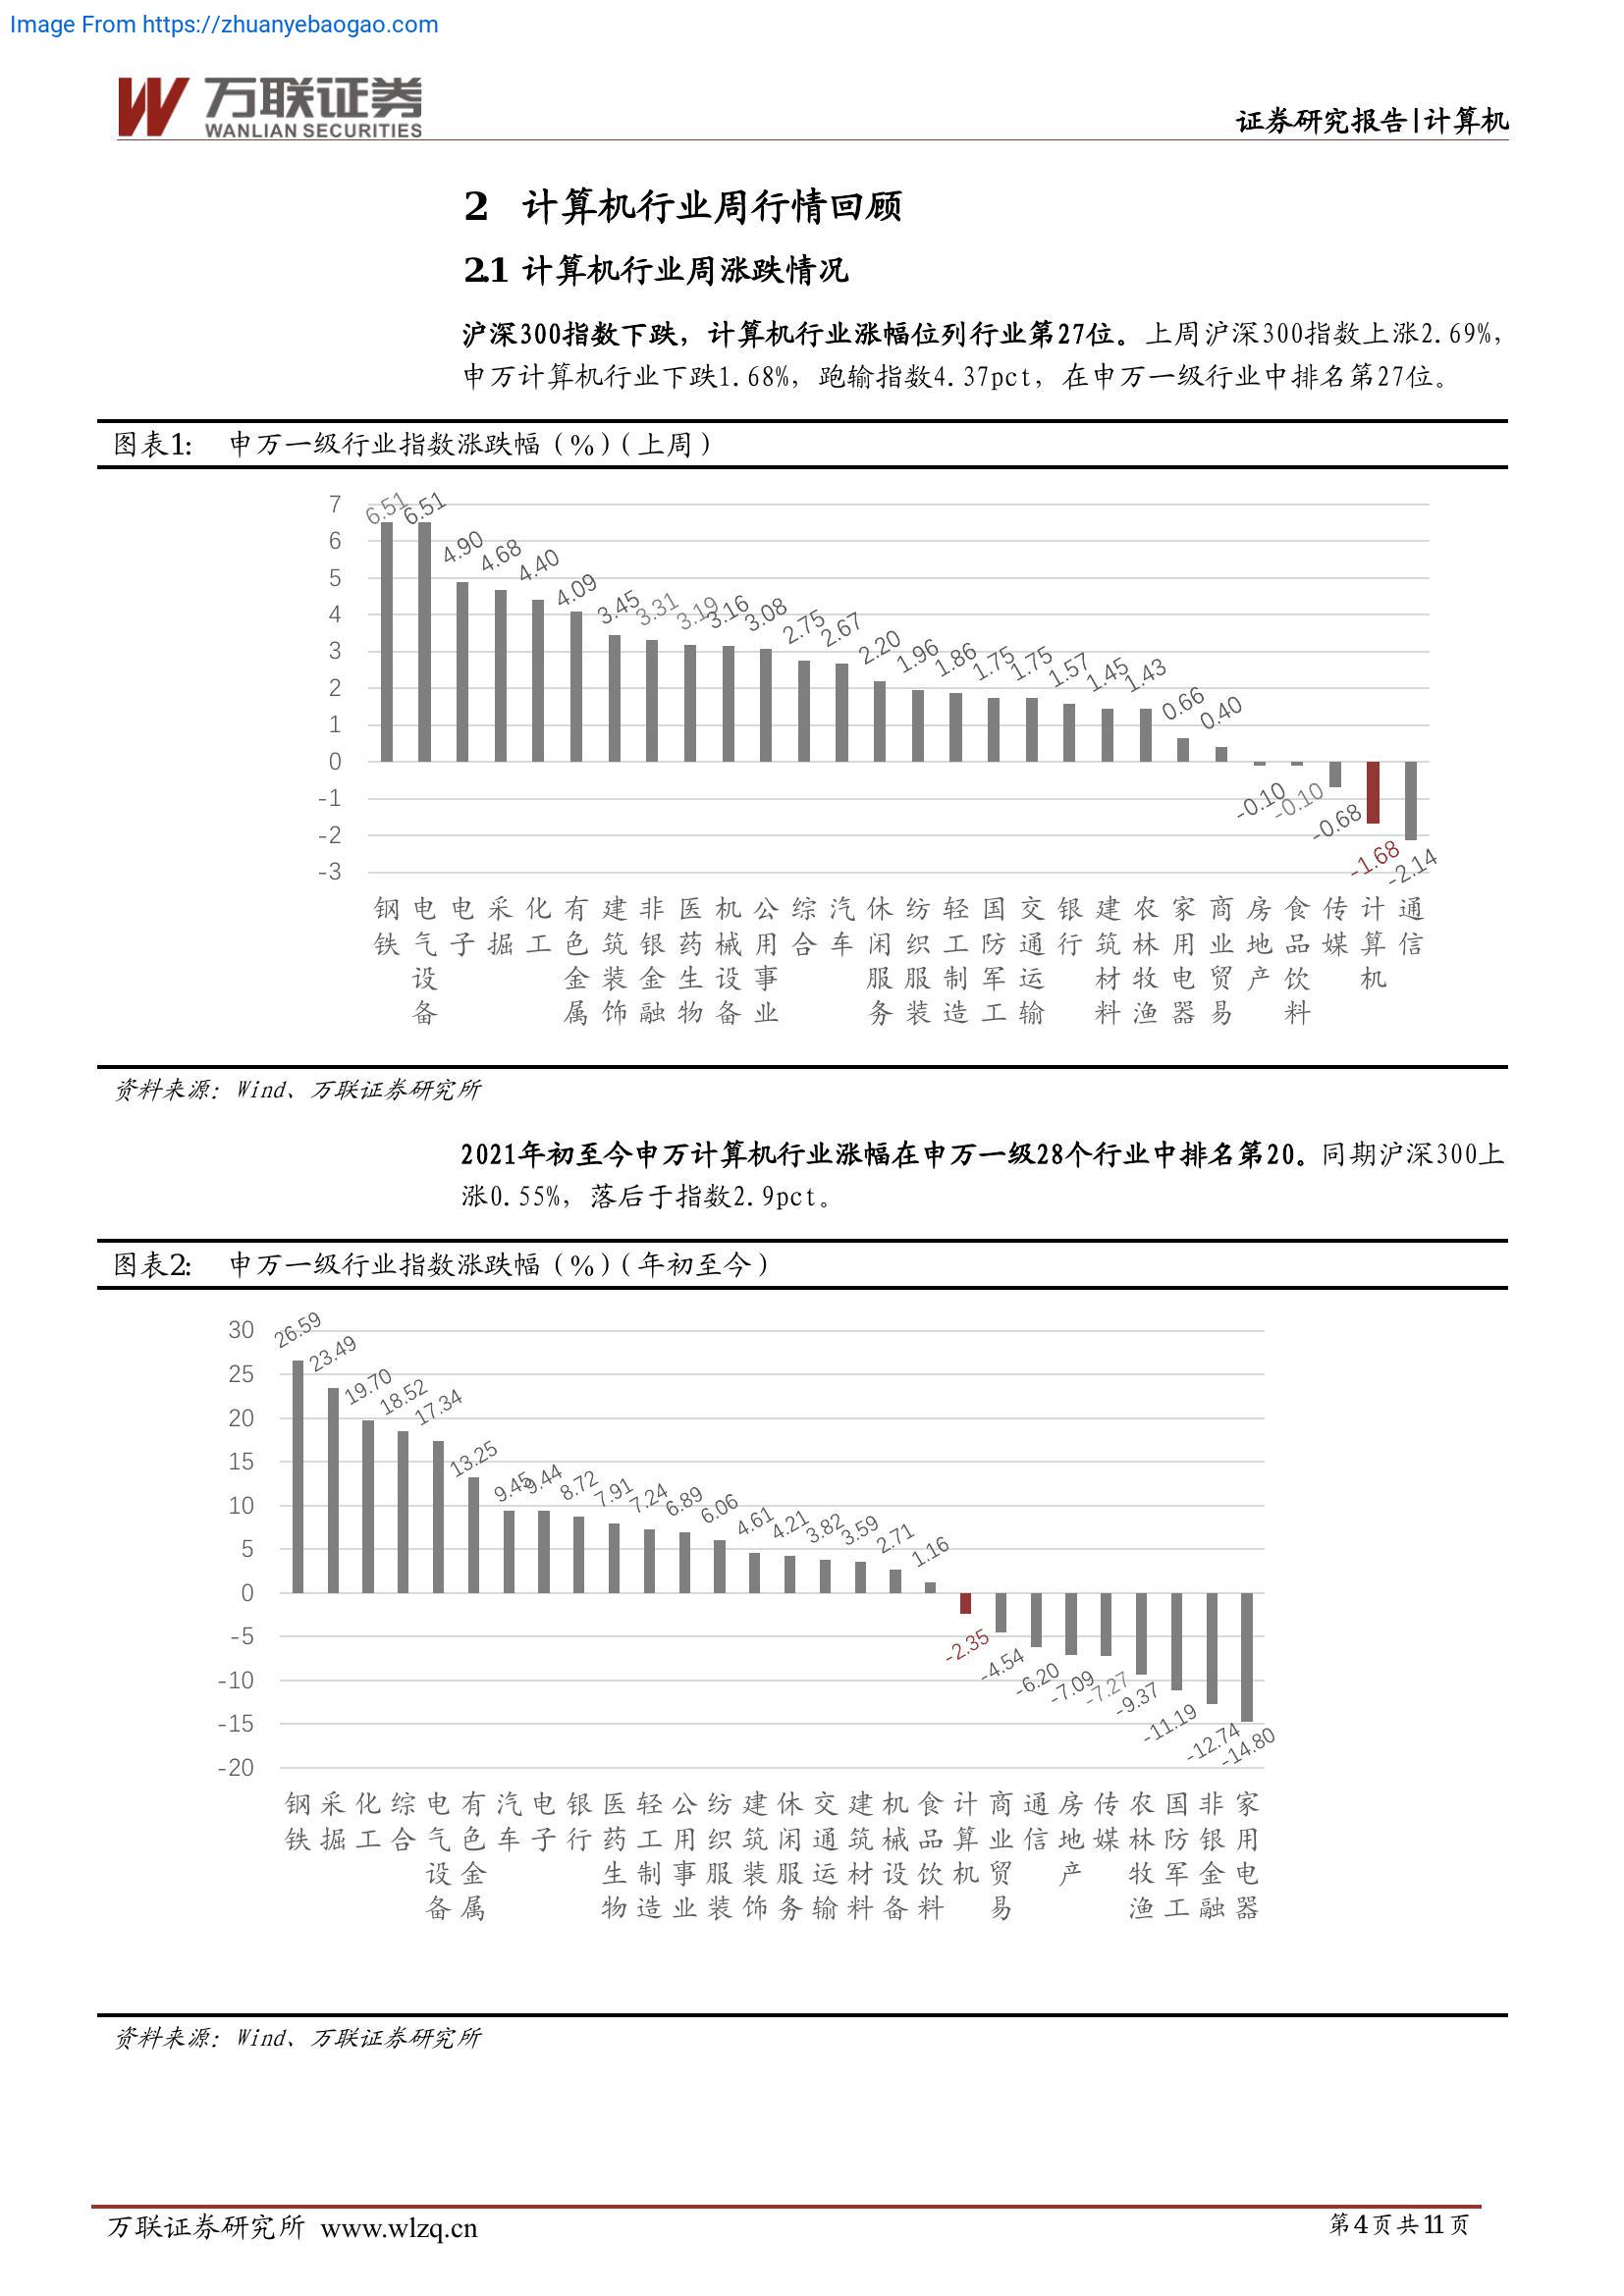 Image From https://zhuanyebaogao.com
万联证券
WANLIAN SECURITIES
证券研究报告|计算机
2 计算机行业周行情回顾
2.1 计算机行业周涨跌情况
沪深300指数下跌，计算机行业涨幅位列行业第27位。上周沪深300指数上涨2.69%，
申万计算机行业下跌1.68%，跑输指数4.37pct，在申万一级行业中排名第27位。
图表1： 申万一级行业指数涨跌幅（%）（上周）
7
6
5
4
3
2
1
0
-1
-2
-3
6.51 6.51 4.90 4.68 4.40 4.09 3.45 3.31 3.19 3.16 3.08 2.75 2.67 2.20 1.96 1.86 1.75 1.75 1.57 1.45 1.43 0.66 0.40 -0.10 -0.10 -0.68 -1.68 -2.14
钢铁 电气设备 电子 采掘 化工 有色金属 建筑装饰 非银金融 医药生物 机械设备 公用事业 综合 汽车 休闲服务 纺织服装 轻工制造 国防军工 交通运输 银行 建筑材料 农林牧渔 家用电器 商业贸易 房地产 食品饮料 传媒 计算机 通信
资料来源：Wind、万联证券研究所
2021年初至今申万计算机行业涨幅在申万一级28个行业中排名第20。同期沪深300上
涨0.55%，落后于指数2.9pct。
图表2： 申万一级行业指数涨跌幅（%）（年初至今）
30
25
20
15
10
5
0
-5
-10
-15
-20
26.59 23.49 19.70 18.52 17.34 13.25 9.45 9.44 8.72 7.91 7.24 6.89 6.06 4.61 4.21 3.82 3.59 2.71 1.16 -2.35 -4.54 -6.20 -7.09 -7.27 -9.37 -11.19 -12.74 -14.80
钢铁 采掘 化工 综合 电气设备 有色金属 汽车 电子 银行 医药生物 轻工制造 公用事业 纺织服装 建筑装饰 休闲服务 交通运输 建筑材料 机械设备 食品饮料 计算机 商业贸易 通信 房地产 传媒 农林牧渔 国防军工 非银金融 家用电器
资料来源：Wind、万联证券研究所
万联证券研究所 www.wlzq.cn
第4页共11页